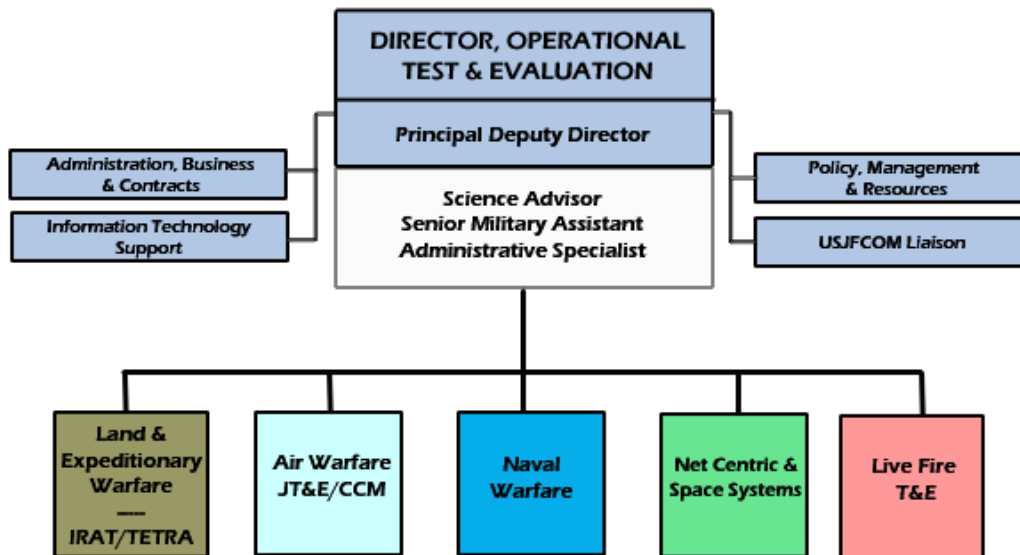 DIRECTOR, OPERATIONAL
TEST & EVALUATION
Principal Deputy Director
Science Advisor
Senior Military Assistant
Administrative Specialist
Administration, Business
& Contracts
Information Technology
Support
Policy, Management
& Resources
USJFCOM Liaison
Land &
Expeditionary
Warfare
----
IRAT/TETRA
Air Warfare
JT&E/CCM
Naval
Warfare
Net Centric &
Space Systems
Live Fire
T&E